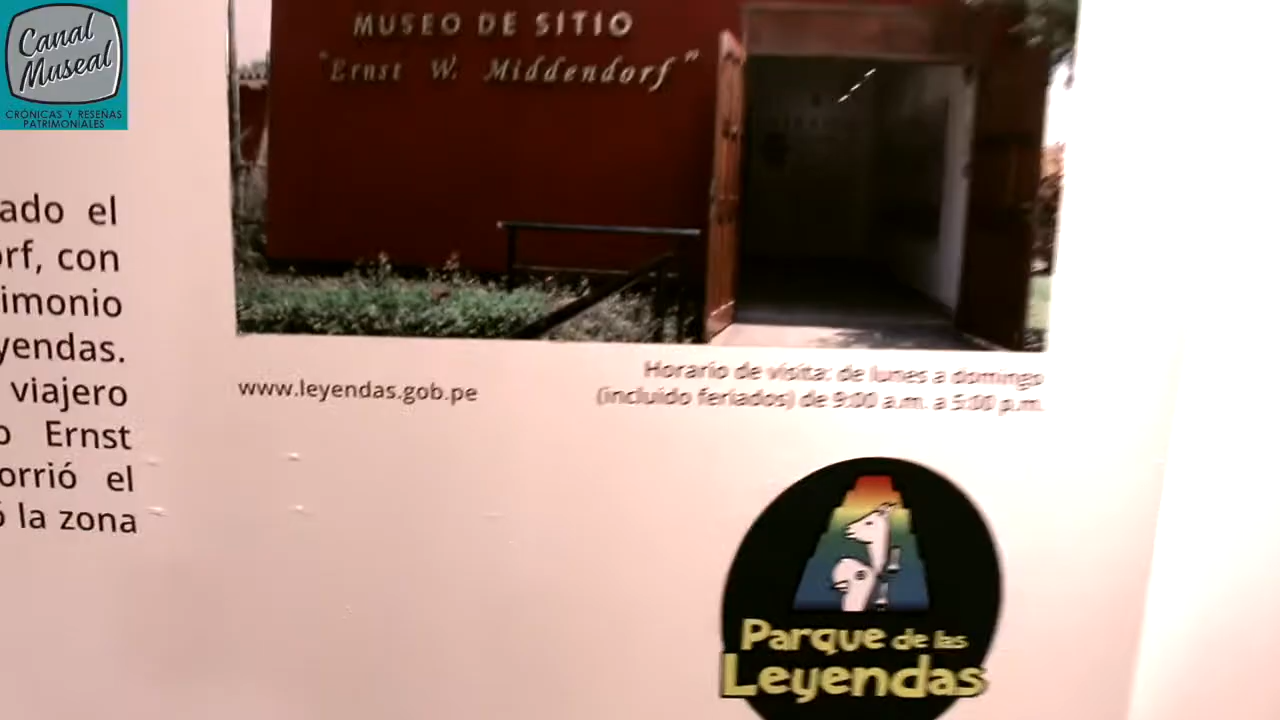 Canal
Museal
CRÓNICAS Y RESEÑAS
PATRIMONIALES
MUSEO DE SITIO
"Ernst W. Middendorf"
ado el
orf, con
imonio
yendas.
viajero
o Ernst
orrió el
ó la zona
www.leyendas.gob.pe
Horario de visita: de lunes a domingo
(incluido feriados) de 9:00 a.m. a 5:00 p.m.
Parque de las
Leyendas